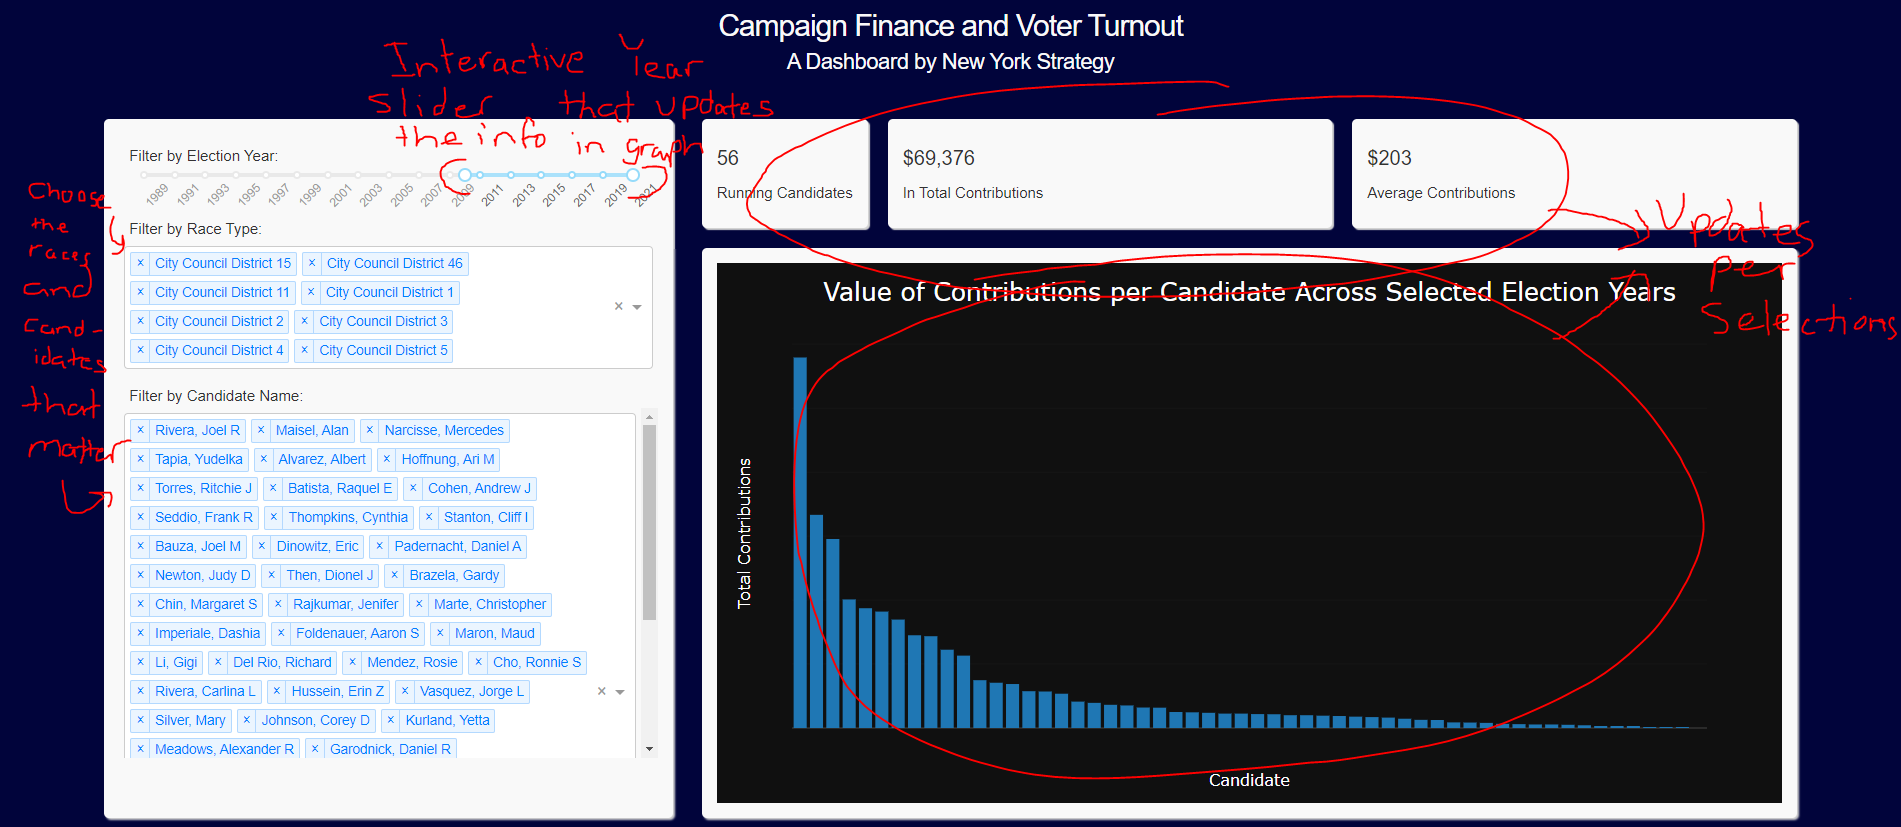 Campaign Finance and Voter Turnout
A Dashboard by New York Strategy
Interactive Year
slider that updates
the info in graph
Filter by Election Year:
1989 1991 1993 1995 1997 1999 2001 2003 2005 2007 2009 2011 2013 2015 2017 2019 2021
Choose
the
races
and
Cand-
idates
that
matter
Filter by Race Type:
× City Council District 15 × City Council District 46
× City Council District 11 × City Council District 1
× City Council District 2 × City Council District 3
× City Council District 4 × City Council District 5
Filter by Candidate Name:
× Rivera, Joel R × Maisel, Alan × Narcisse, Mercedes
× Tapia, Yudelka × Alvarez, Albert × Hoffnung, Ari M
× Torres, Ritchie J × Batista, Raquel E × Cohen, Andrew J
× Seddio, Frank R × Thompkins, Cynthia × Stanton, Cliff I
× Bauza, Joel M × Dinowitz, Eric × Padernacht, Daniel A
× Newton, Judy D × Then, Dionel J × Brazela, Gardy
× Chin, Margaret S × Rajkumar, Jenifer × Marte, Christopher
× Imperiale, Dashia × Foldenauer, Aaron S × Maron, Maud
× Li, Gigi × Del Rio, Richard × Mendez, Rosie × Cho, Ronnie S
× Rivera, Carlina L × Hussein, Erin Z × Vasquez, Jorge L
× Silver, Mary × Johnson, Corey D × Kurland, Yetta
× Meadows, Alexander R × Garodnick, Daniel R
56
Running Candidates
$69,376
In Total Contributions
$203
Average Contributions
Updates
per
selections
Value of Contributions per Candidate Across Selected Election Years
Total Contributions
Candidate